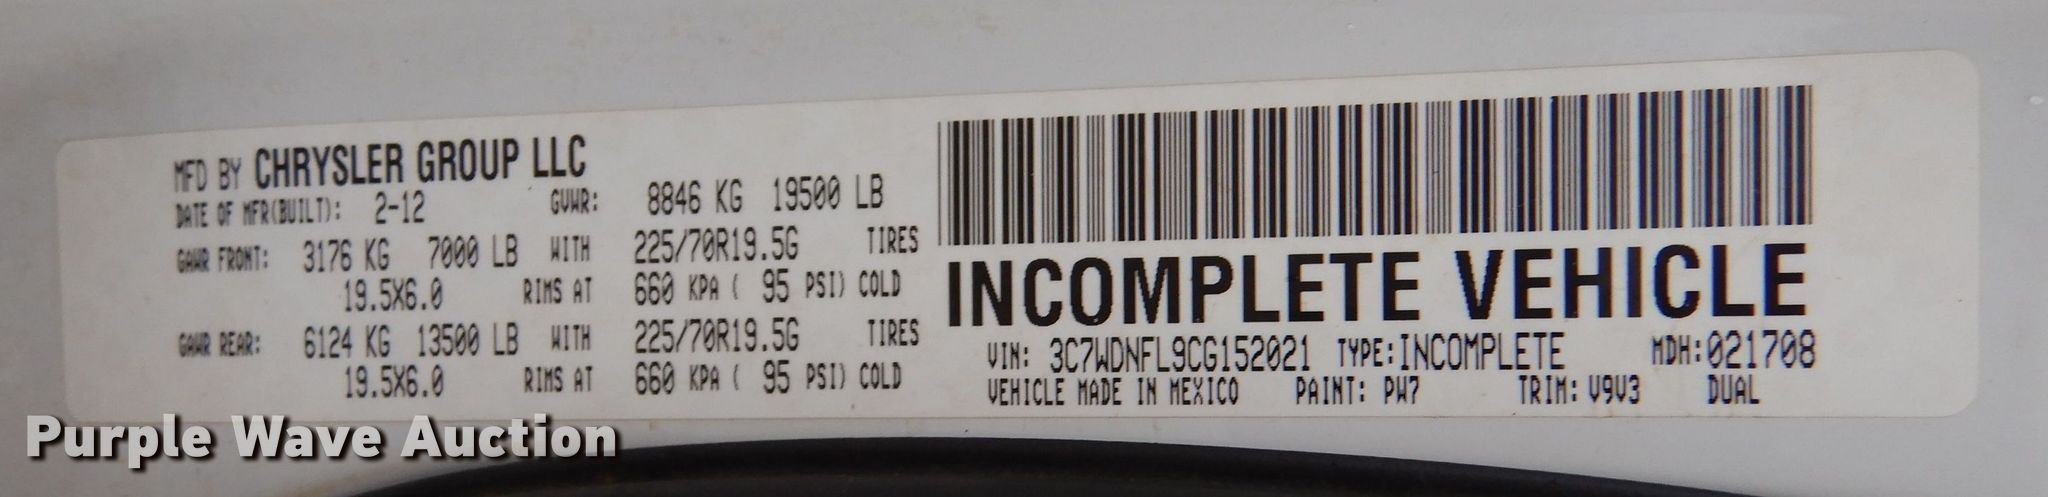 MFD BY CHRYSLER GROUP LLC
DATE OF MFR(BUILT): 2-12 GVWR: 8846 KG 19500 LB
GAWR FRONT: 3176 KG 7000 LB WITH 225/70R19.5G TIRES
19.5X6.0 RIMS AT 660 KPA ( 95 PSI) COLD
GAWR REAR: 6124 KG 13500 LB WITH 225/70R19.5G TIRES
19.5X6.0 RIMS AT 660 KPA ( 95 PSI) COLD
INCOMPLETE VEHICLE
VIN: 3C7WDNFL9CG152021 TYPE:INCOMPLETE MDH:021708
VEHICLE MADE IN MEXICO PAINT: PW7 TRIM: V9V3 DUAL
Purple Wave Auction